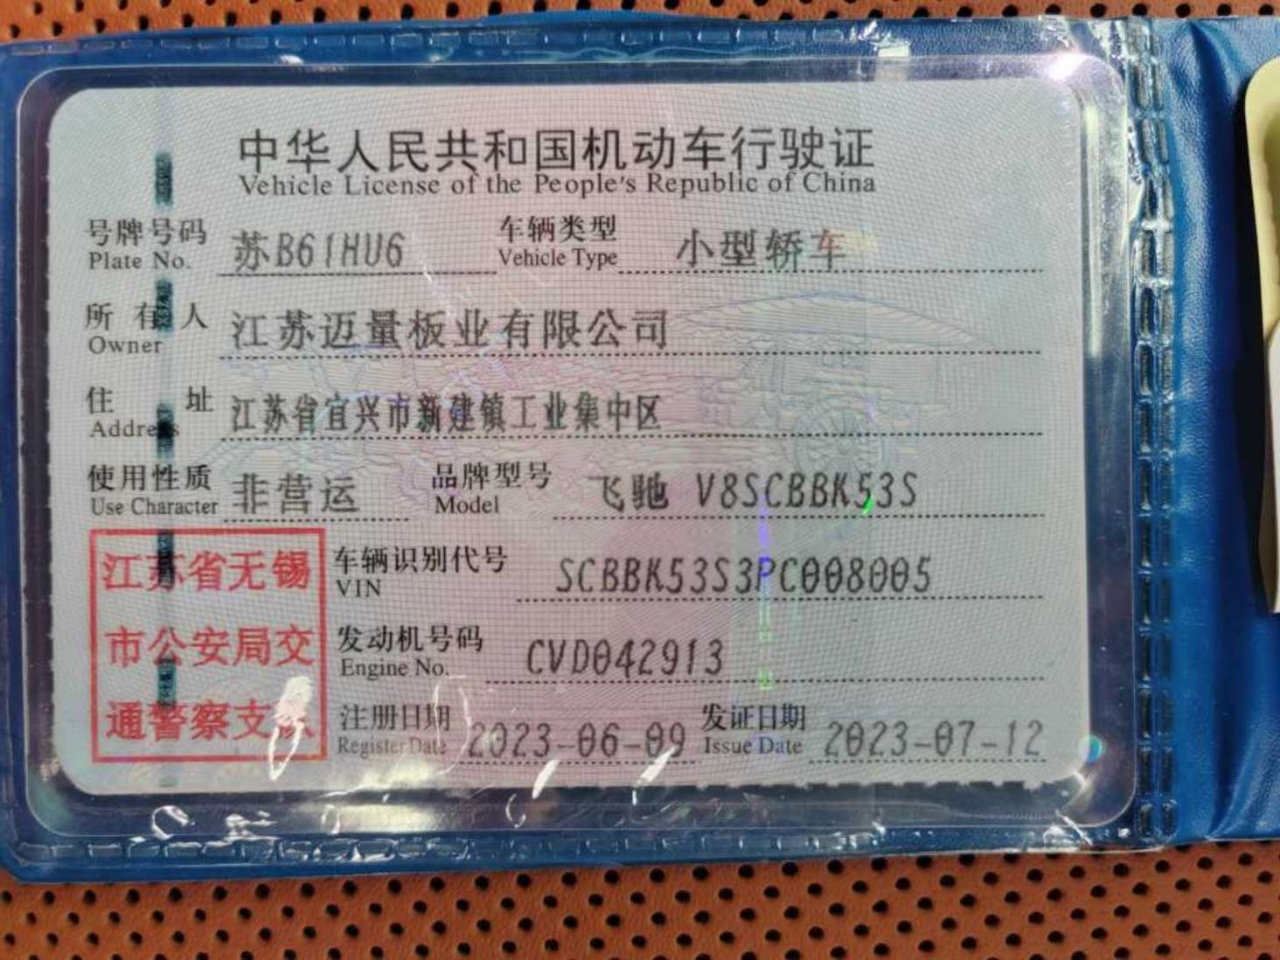 中华人民共和国机动车行驶证
Vehicle License of the People's Republic of China
号牌号码 苏B61HU6 车辆类型 小型轿车
Plate No. Vehicle Type
所有人 江苏迈量板业有限公司
Owner
住址 江苏省宜兴市新建镇工业集中区
Address
使用性质 非营运 品牌型号 飞驰 V8SCBBK53S
Use Character Model
江苏省无锡
市公安局交
通警察支队
车辆识别代号 SCBBK53S3PC008005
VIN
发动机号码 CVD042913
Engine No.
注册日期 2023-06-09 发证日期 2023-07-12
Register Date Issue Date